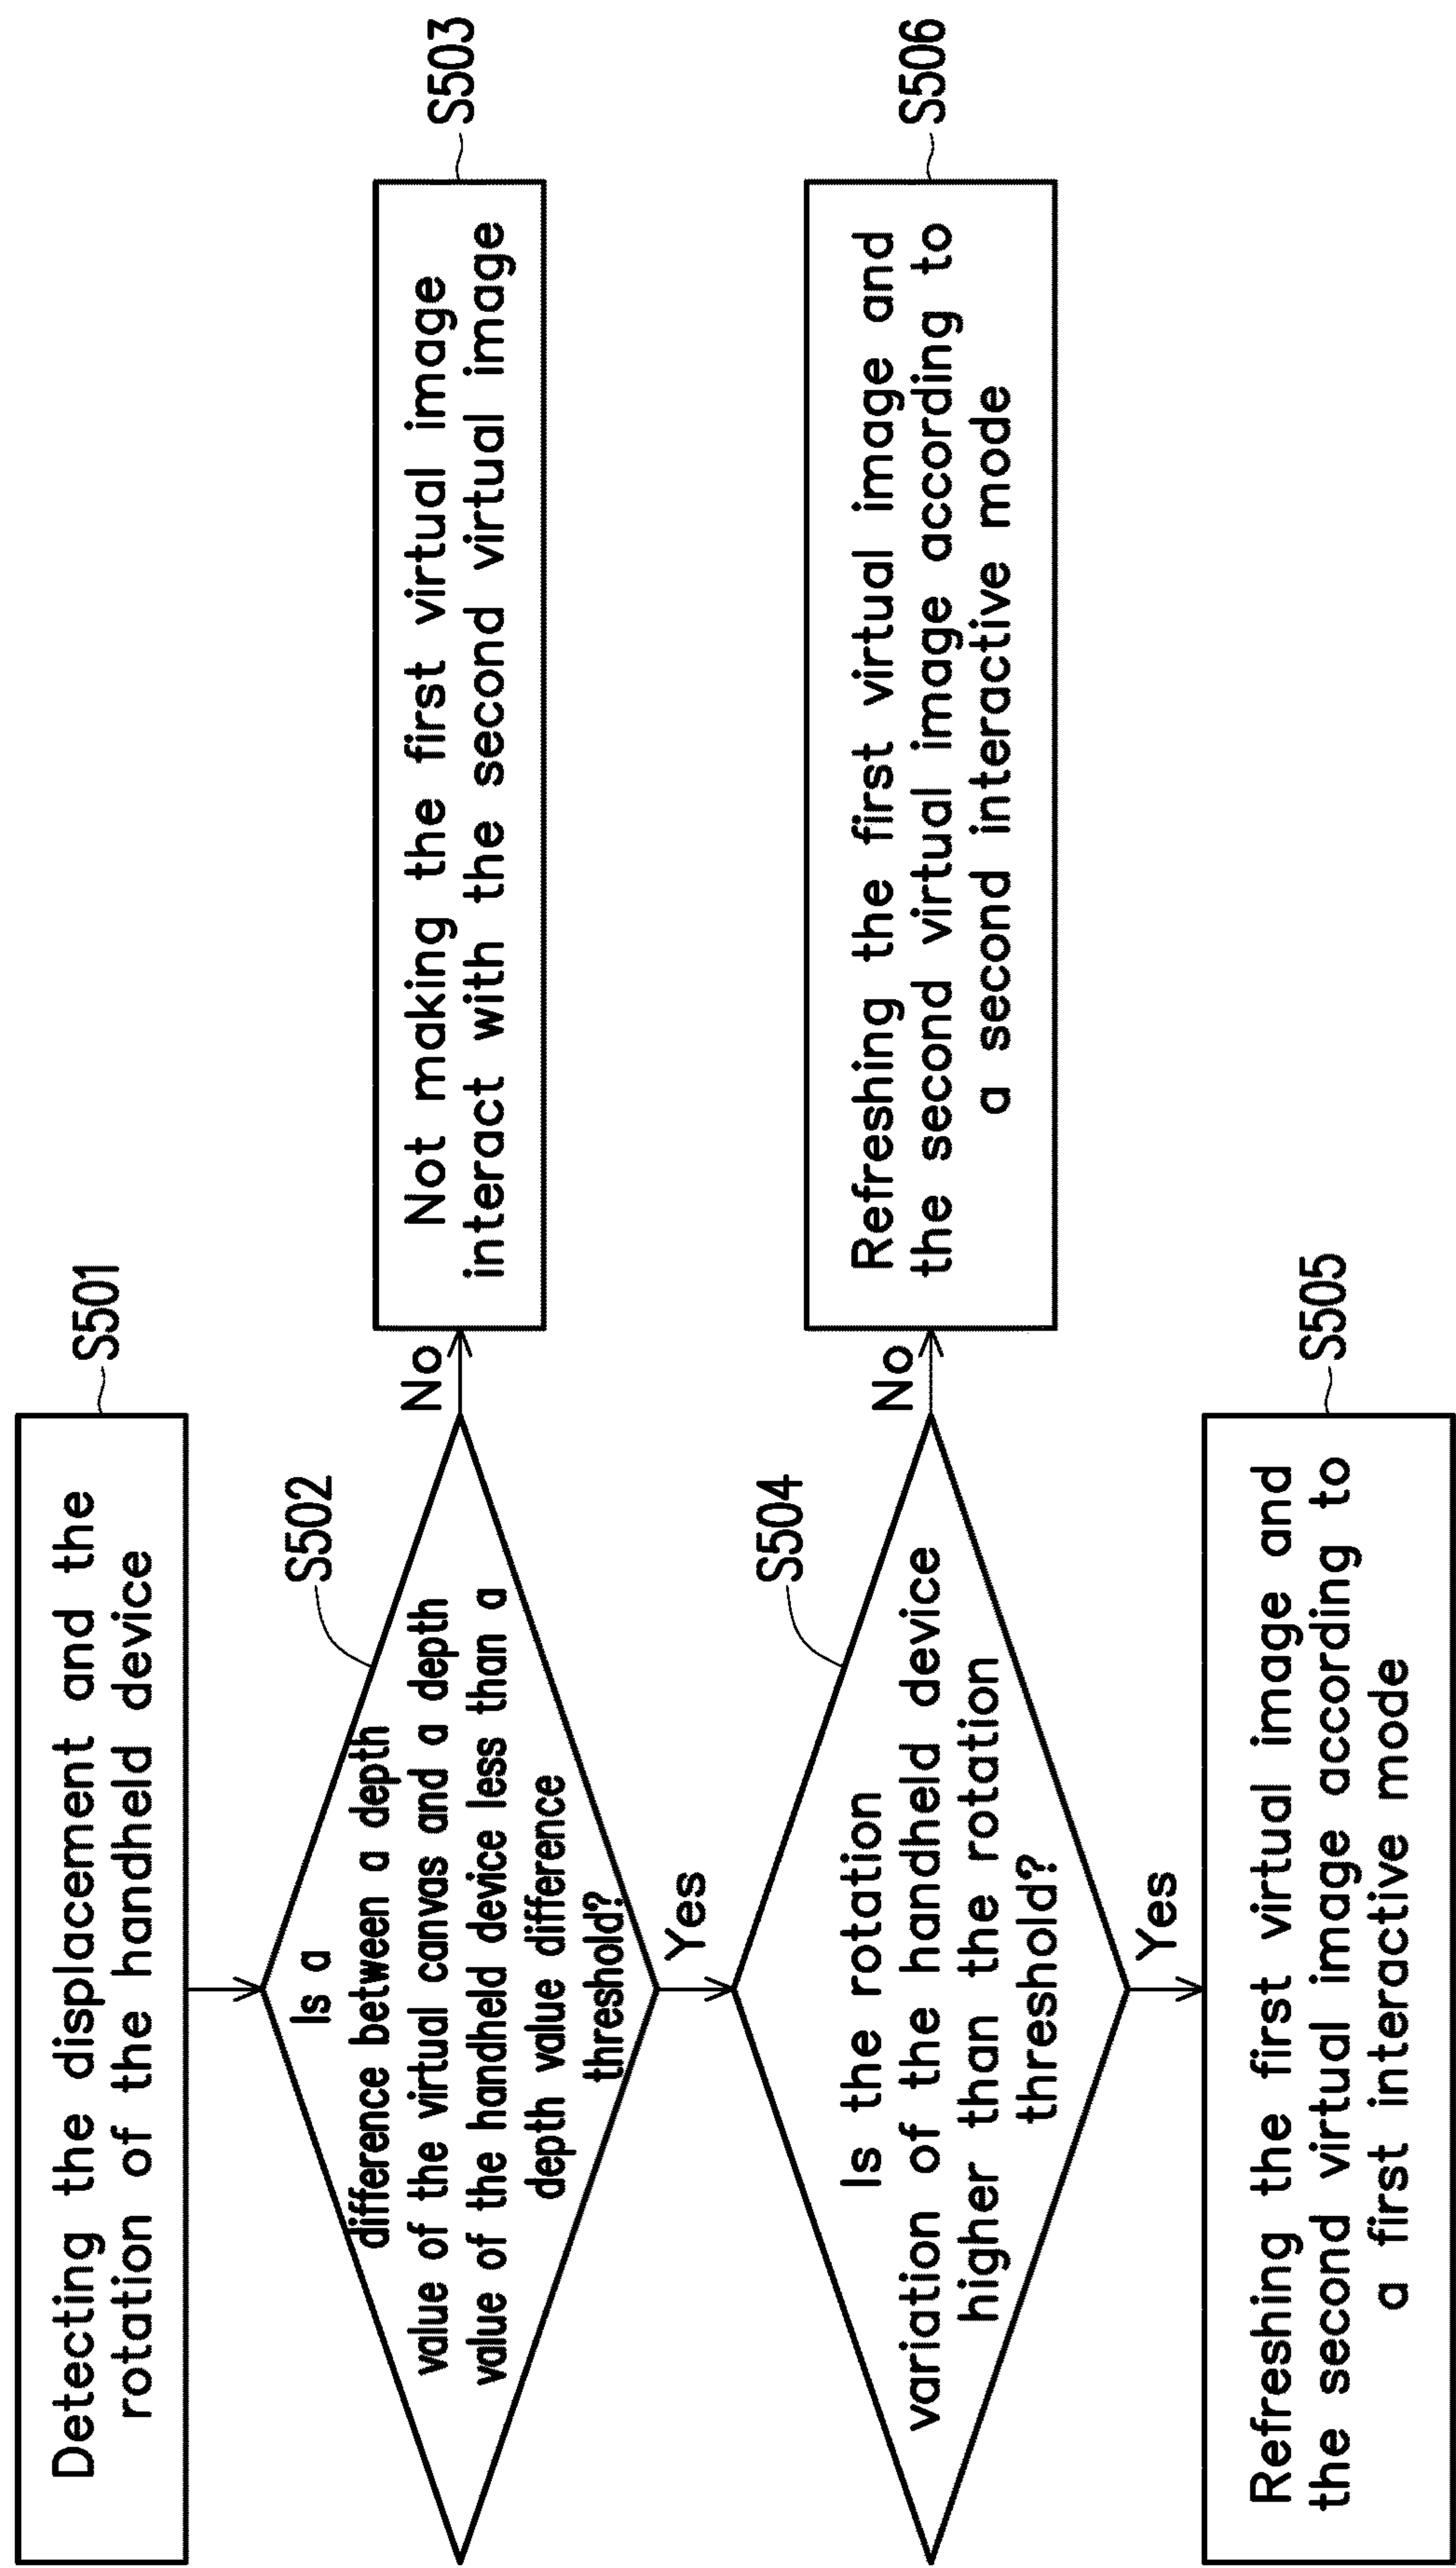 S501
Detecting the displacement and the
rotation of the handheld device
S502
Is a
difference between a depth
value of the virtual canvas and a depth
value of the handheld device less than a
depth value difference
threshold?
No
S503
Not making the first virtual image
interact with the second virtual image
Yes
S504
Is the rotation
variation of the handheld device
higher than the rotation
threshold?
No
S506
Refreshing the first virtual image and
the second virtual image according to
a second interactive mode
Yes
S505
Refreshing the first virtual image and
the second virtual image according to
a first interactive mode